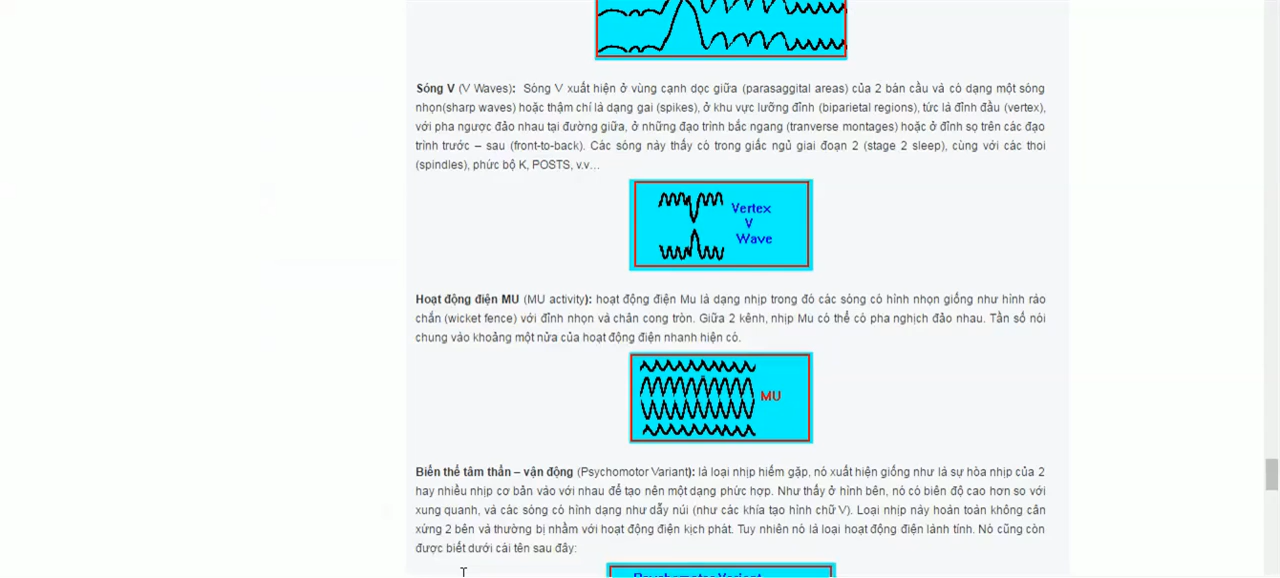 Sóng V (V Waves): Sóng V xuất hiện ở vùng cạnh dọc giữa (parasaggital areas) của 2 bán cầu và có dạng một sóng
nhọn(sharp waves) hoặc thậm chí là dạng gai (spikes), ở khu vực lưỡng đỉnh (biparietal regions), tức là đỉnh đầu (vertex),
với pha ngược đảo nhau tại đường giữa, ở những đạo trình bắc ngang (tranverse montages) hoặc ở đỉnh sọ trên các đạo
trình trước – sau (front-to-back). Các sóng này thấy có trong giấc ngủ giai đoạn 2 (stage 2 sleep), cùng với các thoi
(spindles), phức bộ K, POSTS, v.v…
Vertex
V
Wave
Hoạt động điện MU (MU activity): hoạt động điện Mu là dạng nhịp trong đó các sóng có hình nhọn giống như hình rào
chắn (wicket fence) với đỉnh nhọn và chân cong tròn. Giữa 2 kênh, nhịp Mu có thể có pha nghịch đảo nhau. Tần số nói
chung vào khoảng một nửa của hoạt động điện nhanh hiện có.
MU
Biến thể tâm thần – vận động (Psychomotor Variant): là loại nhịp hiếm gặp, nó xuất hiện giống như là sự hòa nhịp của 2
hay nhiều nhịp cơ bản vào với nhau để tạo nên một dạng phức hợp. Như thấy ở hình bên, nó có biên độ cao hơn so với
xung quanh, và các sóng có hình dạng như dẫy núi (như các khía tạo hình chữ V). Loại nhịp này hoàn toàn không cân
xứng 2 bên và thường bị nhầm với hoạt động điện kịch phát. Tuy nhiên nó là loại hoạt động điện lành tính. Nó cũng còn
được biết dưới cái tên sau đây:
Psychomotor Variant